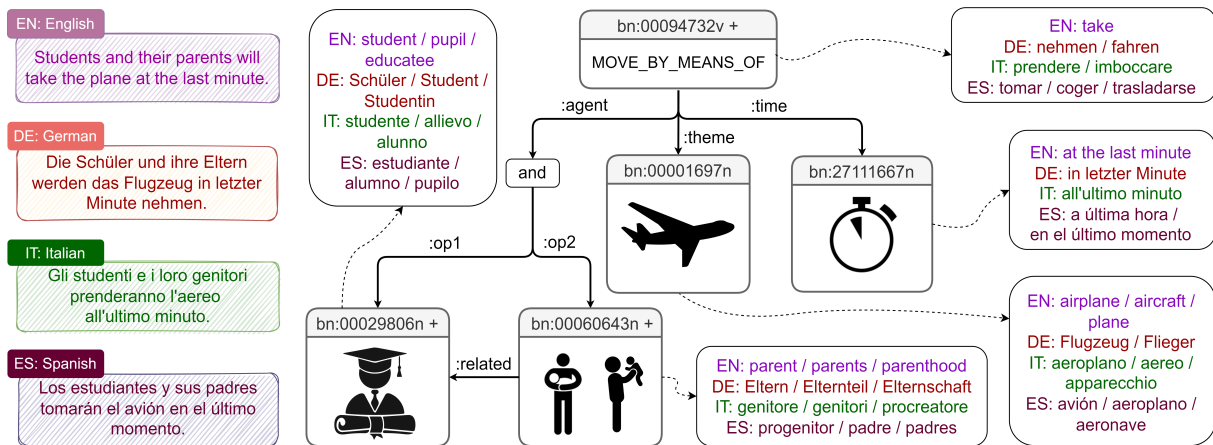 EN: English
Students and their parents will
take the plane at the last minute.
DE: German
Die Schüler und ihre Eltern
werden das Flugzeug in letzter
Minute nehmen.
IT: Italian
Gli studenti e i loro genitori
prenderanno l'aereo
all'ultimo minuto.
ES: Spanish
Los estudiantes y sus padres
tomarán el avión en el último
momento.
EN: student / pupil /
educatee
DE: Schüler / Student /
Studentin
IT: studente / allievo /
alunno
ES: estudiante /
alumno / pupilo
bn:00094732v +
MOVE_BY_MEANS_OF
:agent
:theme
:time
and
bn:00001697n
bn:27111667n
:op1
:op2
bn:00029806n +
bn:00060643n +
:related
EN: take
DE: nehmen / fahren
IT: prendere / imboccare
ES: tomar / coger / trasladarse
EN: at the last minute
DE: in letzter Minute
IT: all'ultimo minuto
ES: a última hora /
en el último momento
EN: airplane / aircraft /
plane
DE: Flugzeug / Flieger
IT: aeroplano / aereo /
apparecchio
ES: avión / aeroplano /
aeronave
EN: parent / parents / parenthood
DE: Eltern / Elternteil / Elternschaft
IT: genitore / genitori / procreatore
ES: progenitor / padre / padres